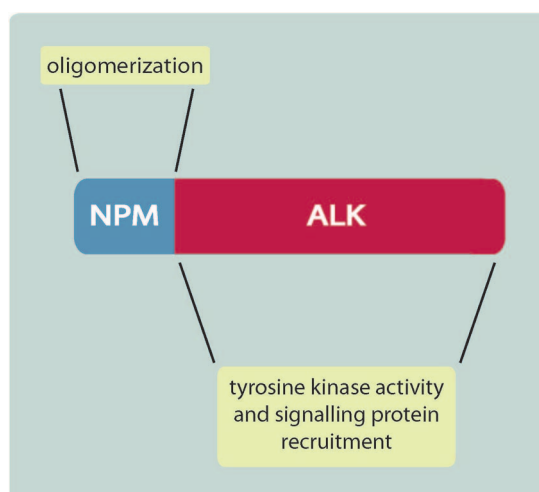 oligomerization
NPM ALK
tyrosine kinase activity
and signalling protein
recruitment